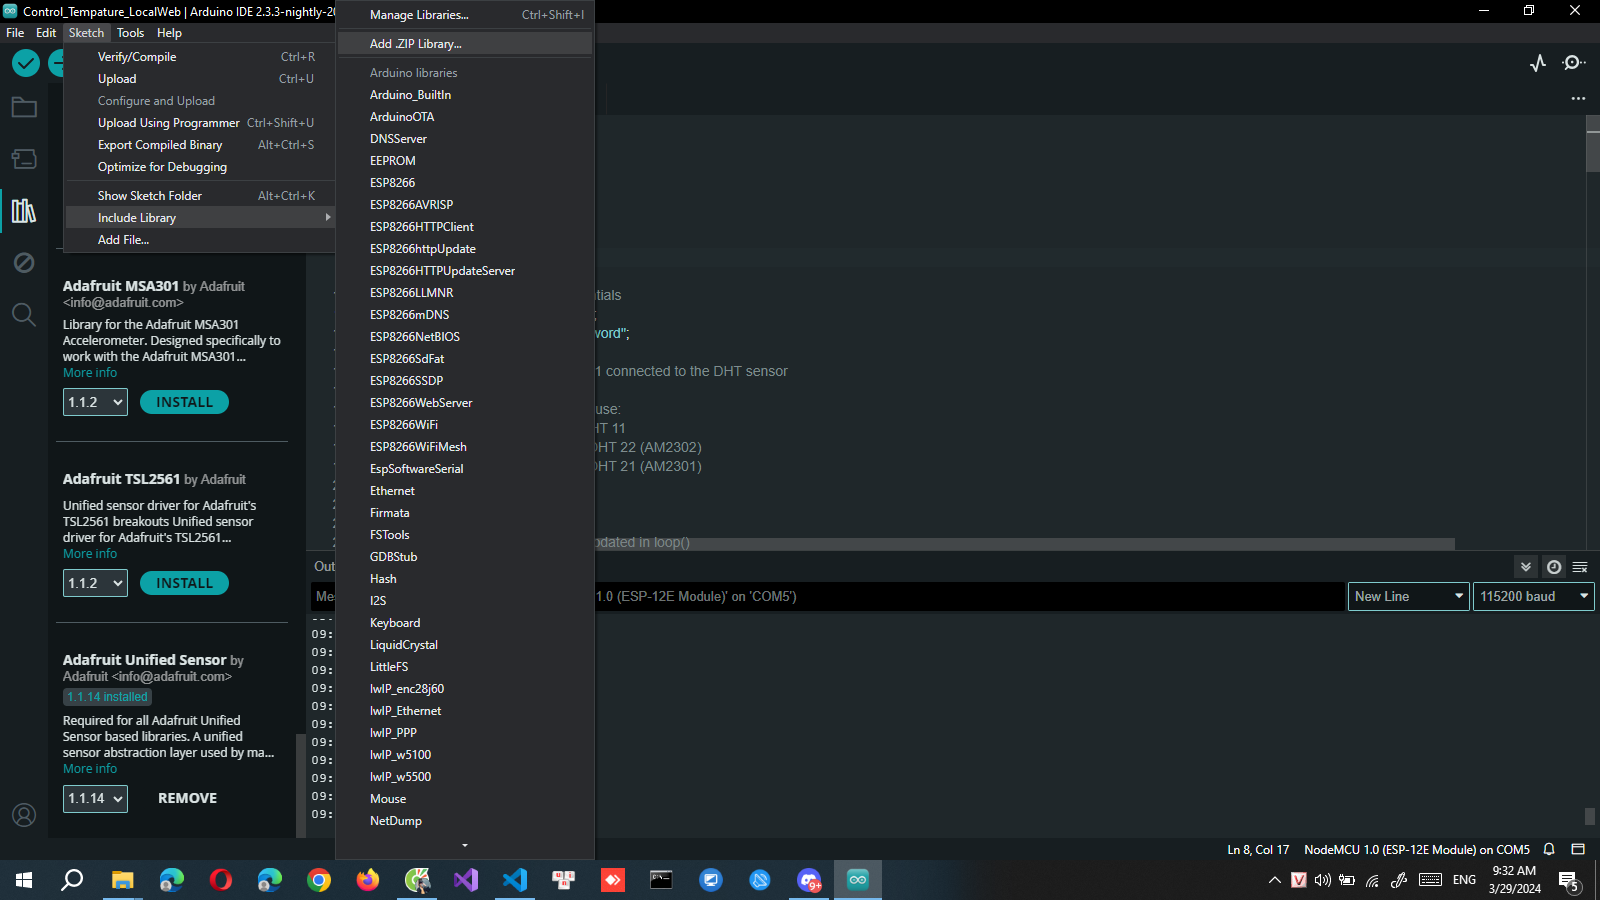 Control_Tempature_LocalWeb | Arduino IDE 2.3.3-nightly-20
File Edit Sketch Tools Help
Verify/Compile Ctrl+R
Upload Ctrl+U
Configure and Upload
Upload Using Programmer Ctrl+Shift+U
Export Compiled Binary Alt+Ctrl+S
Optimize for Debugging
Show Sketch Folder Alt+Ctrl+K
Include Library
Add File...
Manage Libraries... Ctrl+Shift+I
Add .ZIP Library...
Arduino libraries
Arduino_BuiltIn
ArduinoOTA
DNSServer
EEPROM
ESP8266
ESP8266AVRISP
ESP8266HTTPClient
ESP8266httpUpdate
ESP8266HTTPUpdateServer
ESP8266LLMNR
ESP8266mDNS
ESP8266NetBIOS
ESP8266SdFat
ESP8266SSDP
ESP8266WebServer
ESP8266WiFi
ESP8266WiFiMesh
EspSoftwareSerial
Ethernet
Firmata
FSTools
GDBStub
Hash
I2S
Keyboard
LiquidCrystal
LittleFS
lwIP_enc28j60
lwIP_Ethernet
lwIP_PPP
lwIP_w5100
lwIP_w5500
Mouse
NetDump
Adafruit MSA301 by Adafruit
<info@adafruit.com>
Library for the Adafruit MSA301
Accelerometer. Designed specifically to
work with the Adafruit MSA301...
More info
1.1.2 INSTALL
Adafruit TSL2561 by Adafruit
Unified sensor driver for Adafruit's
TSL2561 breakouts Unified sensor
driver for Adafruit's TSL2561...
More info
1.1.2 INSTALL
Adafruit Unified Sensor by
Adafruit <info@adafruit.com>
1.1.14 installed
Required for all Adafruit Unified
Sensor based libraries. A unified
sensor abstraction layer used by ma...
More info
1.1.14 REMOVE
ntials
;
word";
1 connected to the DHT sensor
use:
HT 11
DHT 22 (AM2302)
DHT 21 (AM2301)
pdated in loop()
Out
Mes 1.0 (ESP-12E Module)' on 'COM5') New Line 115200 baud
09:
09:
09:
09:
09:
09:
09:
09:
09:
09:
09:
Ln 8, Col 17 NodeMCU 1.0 (ESP-12E Module) on COM5
9+
V ENG 9:32 AM
3/29/2024 5